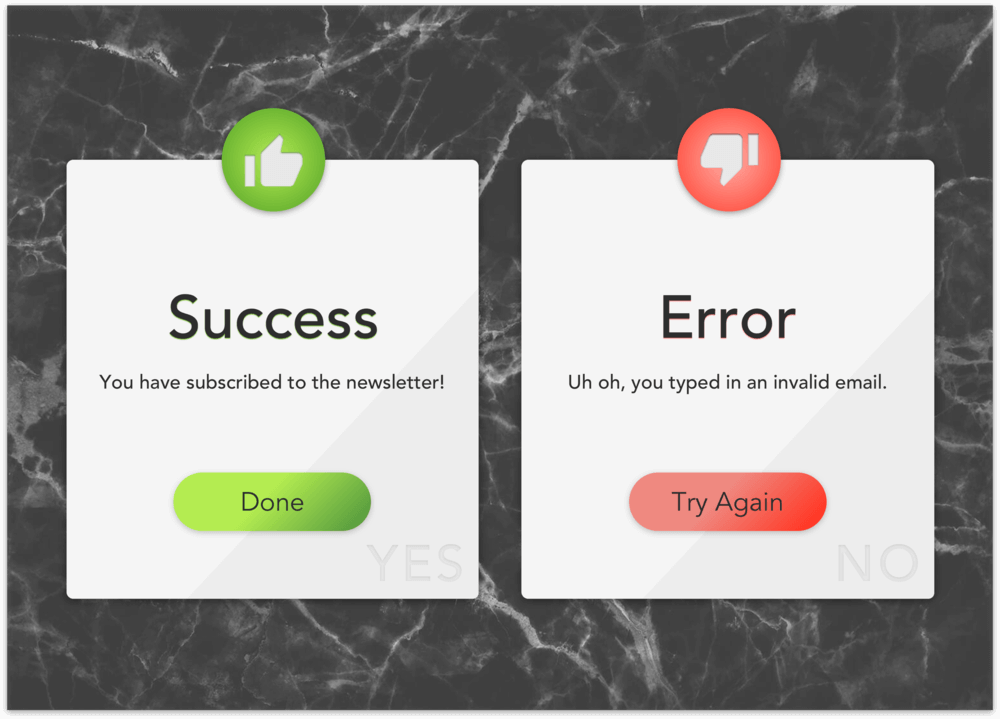 Success
You have subscribed to the newsletter!
Done
YES
Error
Uh oh, you typed in an invalid email.
Try Again
NO